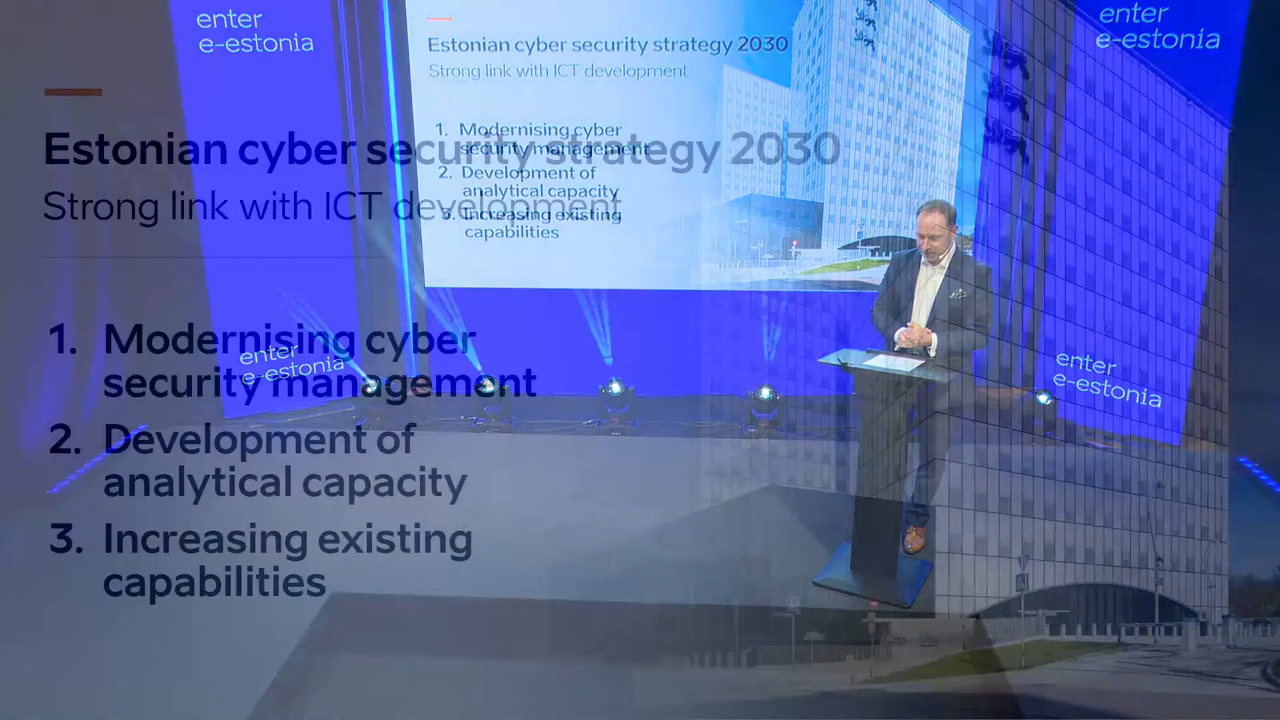 enter
e-estonia
enter
e-estonia
Estonian cyber security strategy 2030
Strong link with ICT development
1. Modernising cyber
security management
2. Development of
analytical capacity
3. Increasing existing
capabilities
Estonian cyber security strategy 2030
Strong link with ICT development
1. Modernising cyber
security management
2. Development of
analytical capacity
3. Increasing existing
capabilities
enter
e-estonia
enter
e-estonia